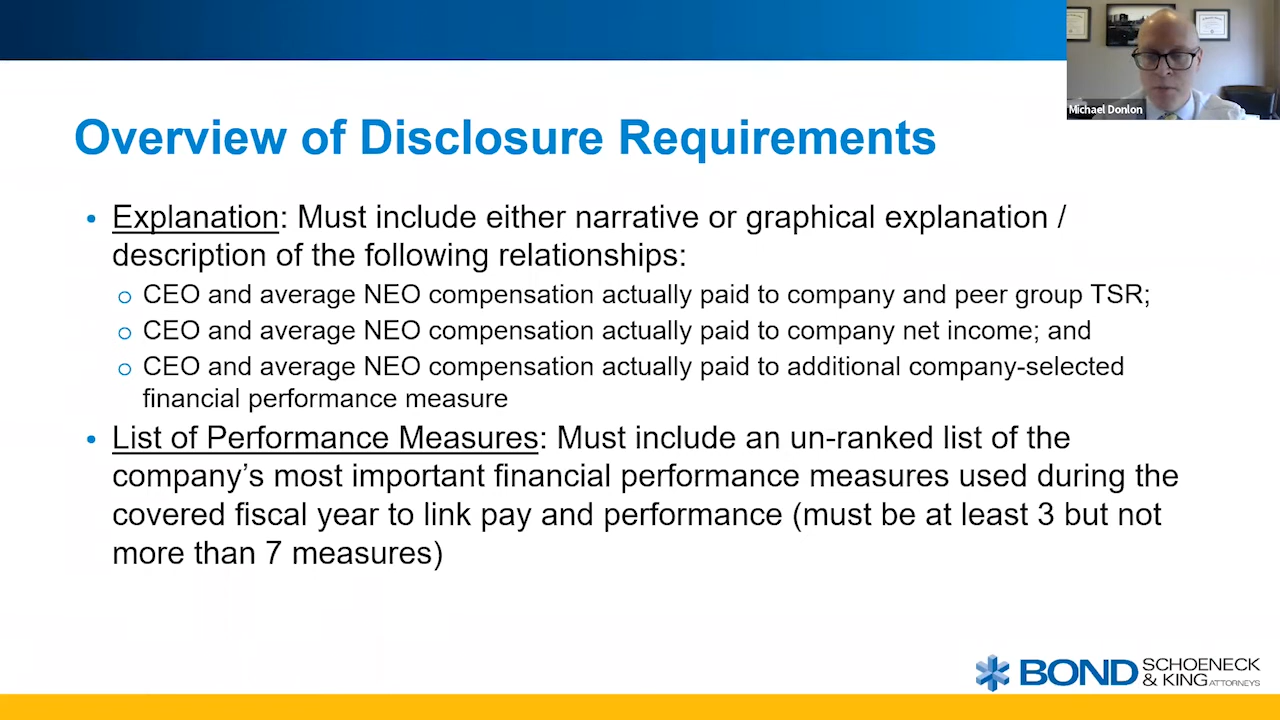 Michael Donlon
Overview of Disclosure Requirements
• Explanation: Must include either narrative or graphical explanation /
description of the following relationships:
o CEO and average NEO compensation actually paid to company and peer group TSR;
o CEO and average NEO compensation actually paid to company net income; and
o CEO and average NEO compensation actually paid to additional company-selected
financial performance measure
• List of Performance Measures: Must include an un-ranked list of the
company’s most important financial performance measures used during the
covered fiscal year to link pay and performance (must be at least 3 but not
more than 7 measures)
BOND SCHOENECK
& KING ATTORNEYS